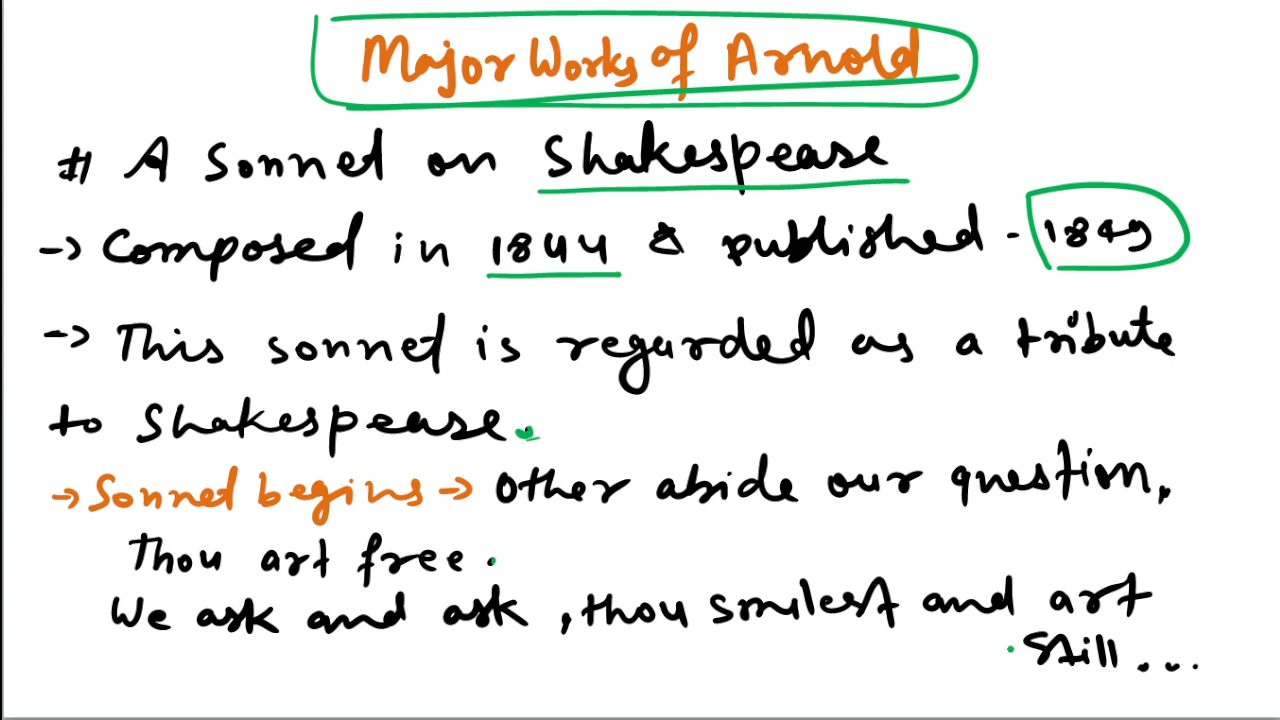 Major Works of Arnold
# A Sonnet on Shakespease
-> Composed in 1844 & published - 1849
-> This sonnet is regarded as a tribute
to Shakespease.
-> Sonnet begins -> Other abide our question,
Thou art free.
We ask and ask, thou smilest and art
still...